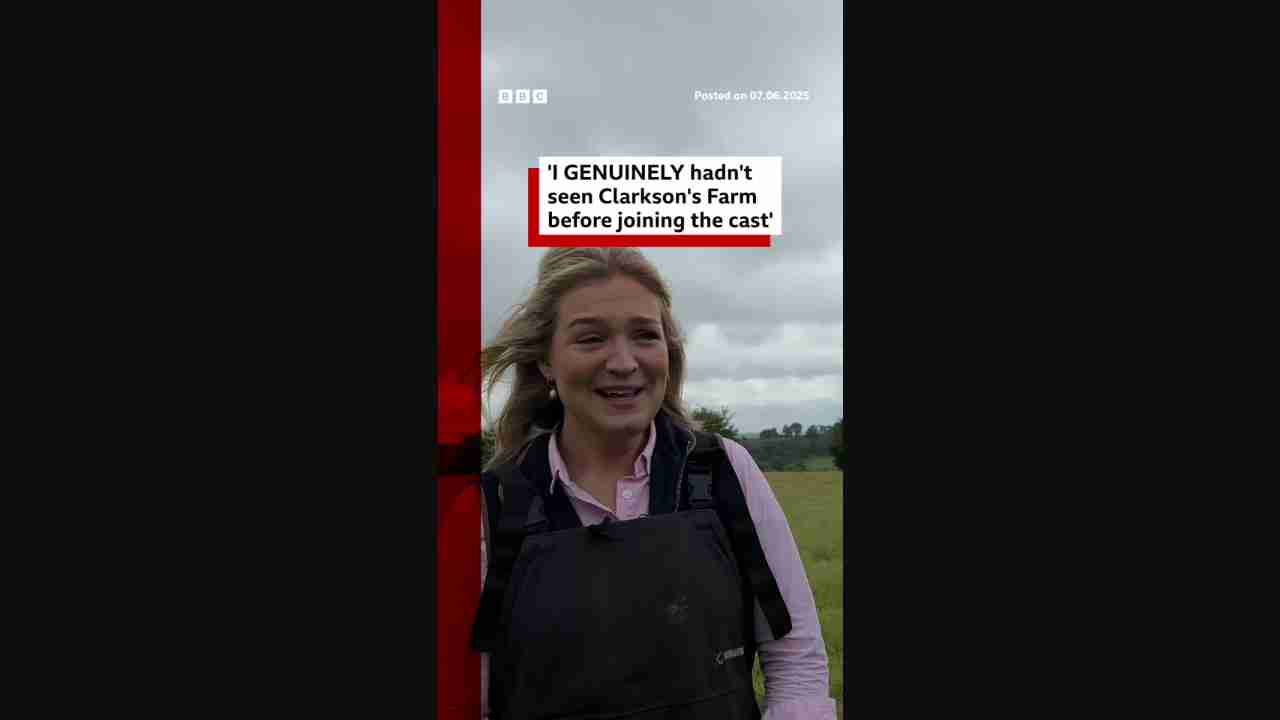 BBC
Posted on 07.06.2025
'I GENUINELY hadn't
seen Clarkson's Farm
before joining the cast'